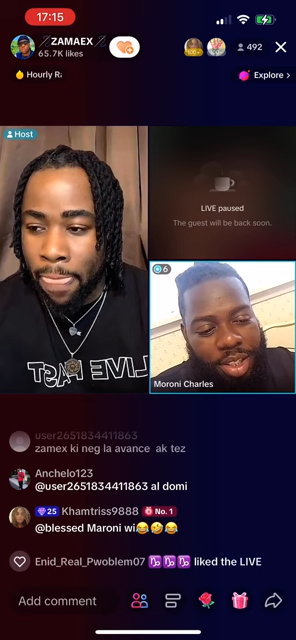 17:15
ZAMAEX
65.7K likes
492
Hourly Ra
Explore >
Host
LIVE paused
The guest will be back soon.
6
LIVE FAST
Moroni Charles
user2651834411863
zamex ki neg la avance ak tez
Anchelo123
@user2651834411863 al domi
25 Khamtriss9888 No. 1
@blessed Maroni wi😂🤣😂
Enid_Real_Pwoblem07 ♑♑♑ liked the LIVE
Add comment